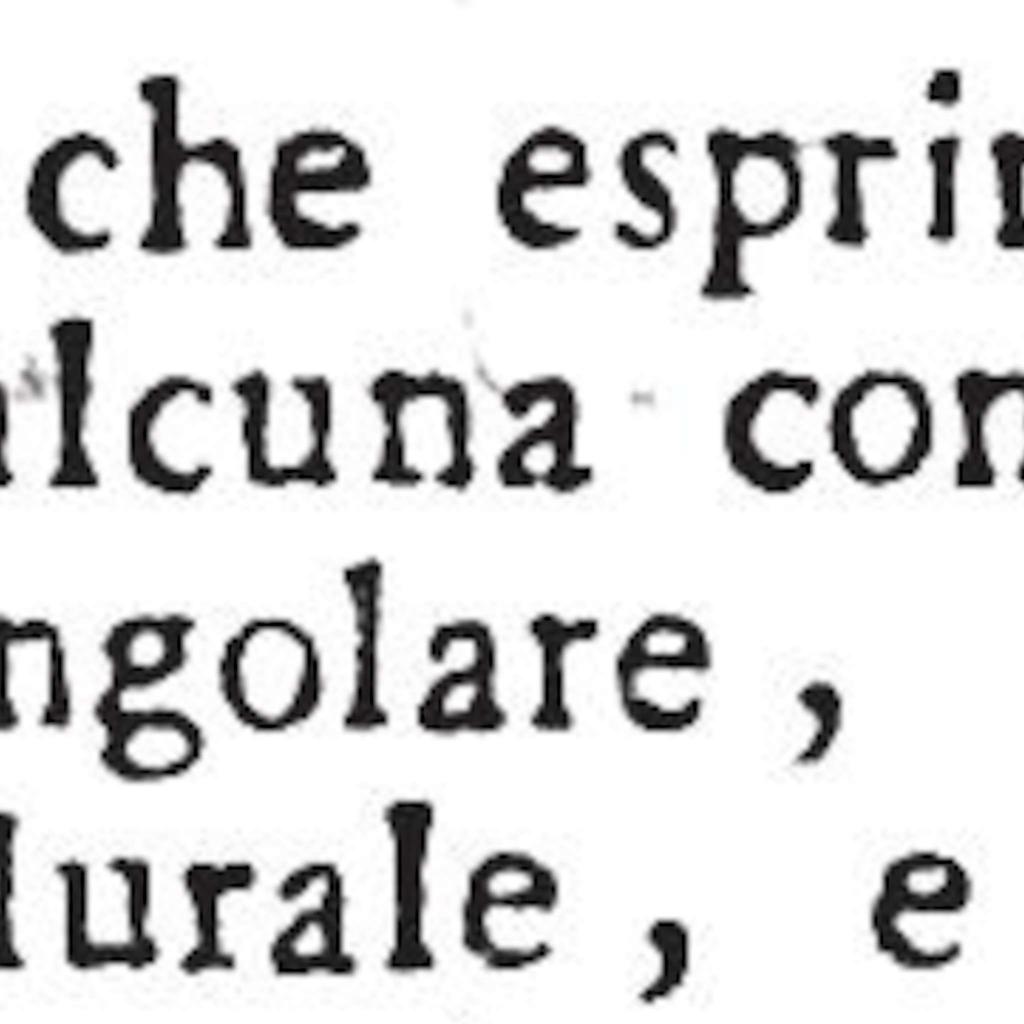 che esprin
alcuna con
ngolare ,
lurale , e